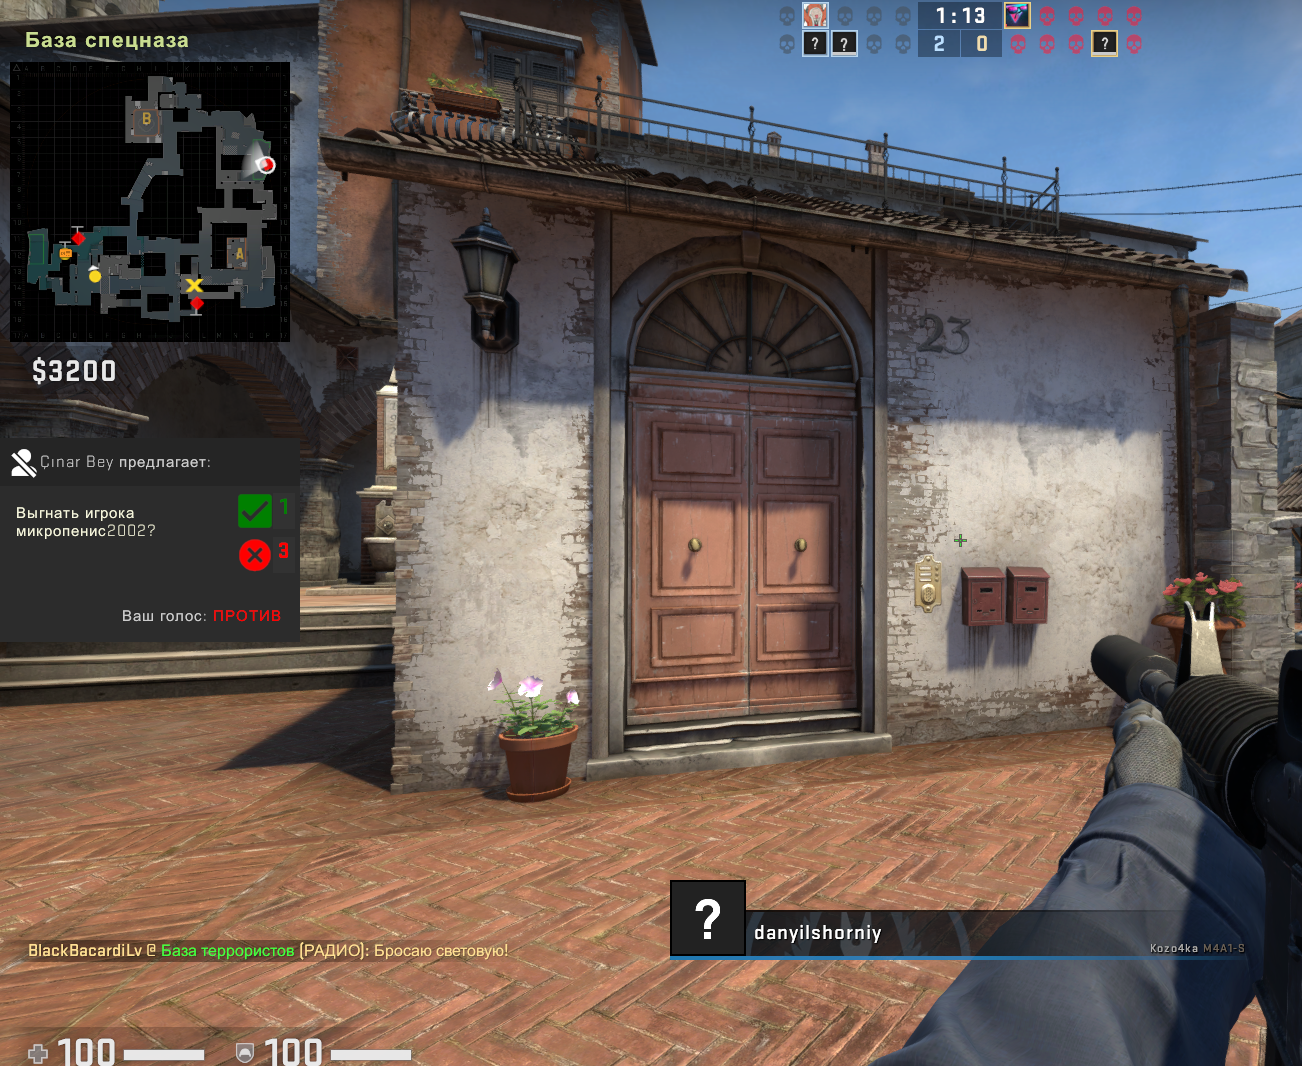 База спецназа
B
A
$3200
1:13
2 0
? ?
?
Çınar Bey предлагает:
Выгнать игрока
микропенис2002?
1
3
Ваш голос: ПРОТИВ
23
?
danyilshorniy
Kozo4ka M4A1-S
BlackBacardiLv @ База террористов (РАДИО): Бросаю световую!
100 100